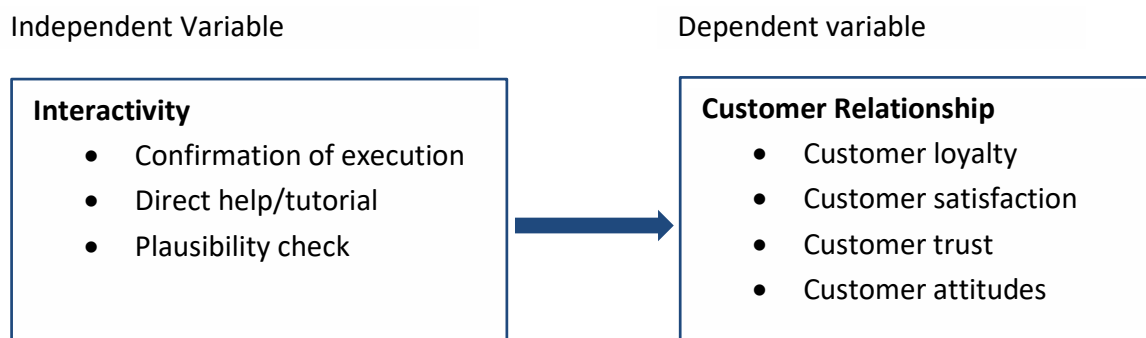 Independent Variable
Dependent variable
Interactivity
• Confirmation of execution
• Direct help/tutorial
• Plausibility check
Customer Relationship
• Customer loyalty
• Customer satisfaction
• Customer trust
• Customer attitudes